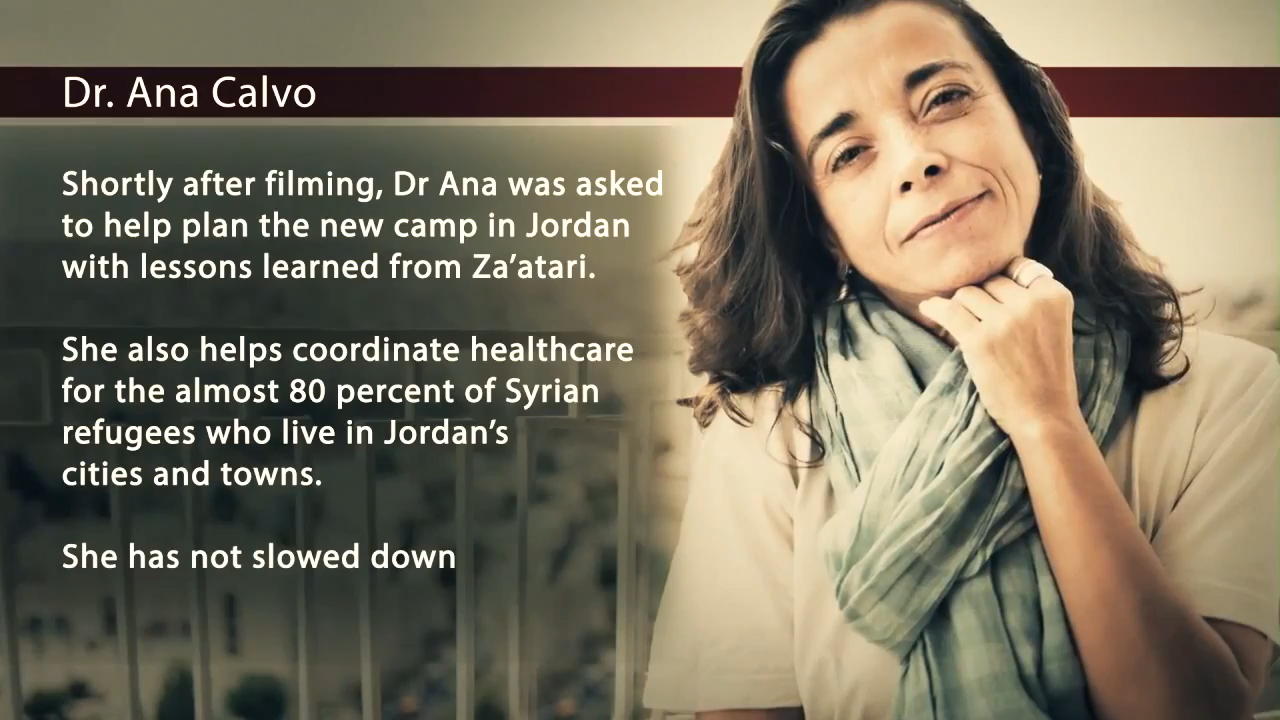 Dr. Ana Calvo
Shortly after filming, Dr Ana was asked
to help plan the new camp in Jordan
with lessons learned from Za’atari.
She also helps coordinate healthcare
for the almost 80 percent of Syrian
refugees who live in Jordan’s
cities and towns.
She has not slowed down